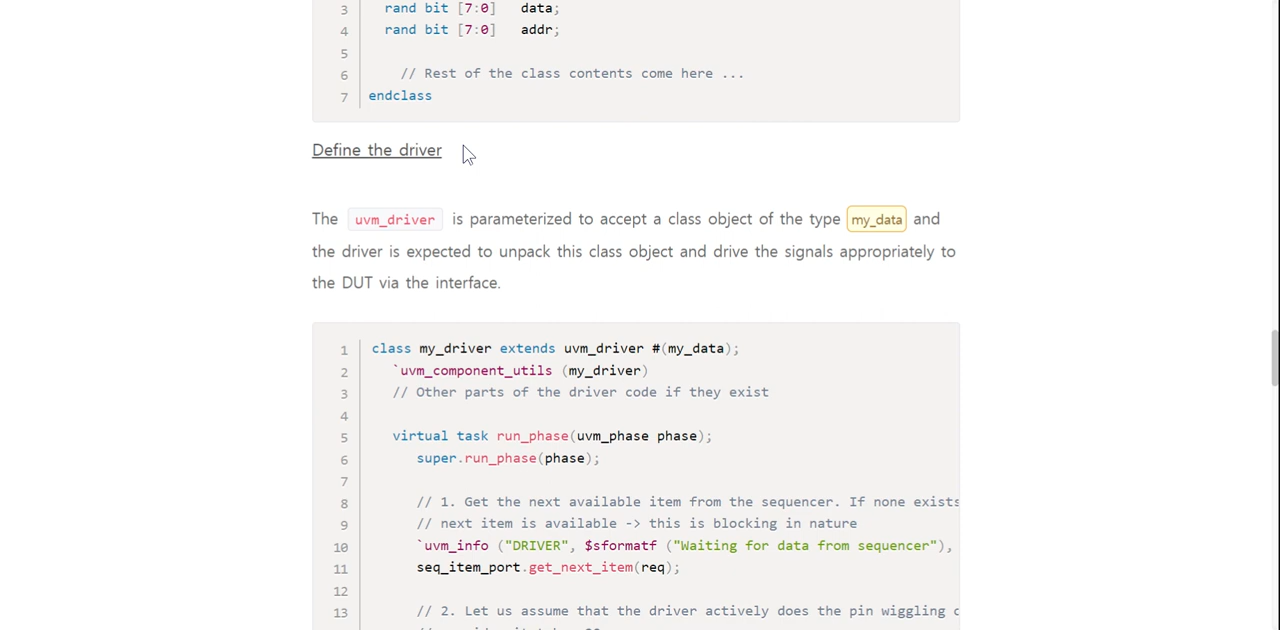 3 rand bit [7:0] data;
4 rand bit [7:0] addr;
5
6 // Rest of the class contents come here ...
7 endclass
Define the driver
The uvm_driver is parameterized to accept a class object of the type my_data and
the driver is expected to unpack this class object and drive the signals appropriately to
the DUT via the interface.
1 class my_driver extends uvm_driver #(my_data);
2 `uvm_component_utils (my_driver)
3 // Other parts of the driver code if they exist
4
5 virtual task run_phase(uvm_phase phase);
6 super.run_phase(phase);
7
8 // 1. Get the next available item from the sequencer. If none exists
9 // next item is available -> this is blocking in nature
10 `uvm_info ("DRIVER", $sformatf ("Waiting for data from sequencer"),
11 seq_item_port.get_next_item(req);
12
13 // 2. Let us assume that the driver actively does the pin wiggling